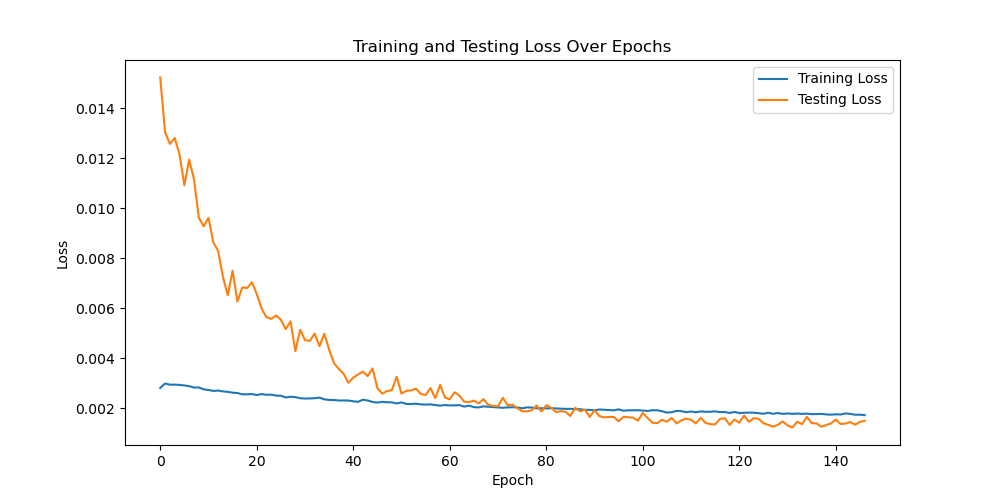 Training and Testing Loss Over Epochs
Training Loss
Testing Loss
0.014
0.012
0.010
0.008
0.006
0.004
0.002
Loss
0 20 40 60 80 100 120 140
Epoch